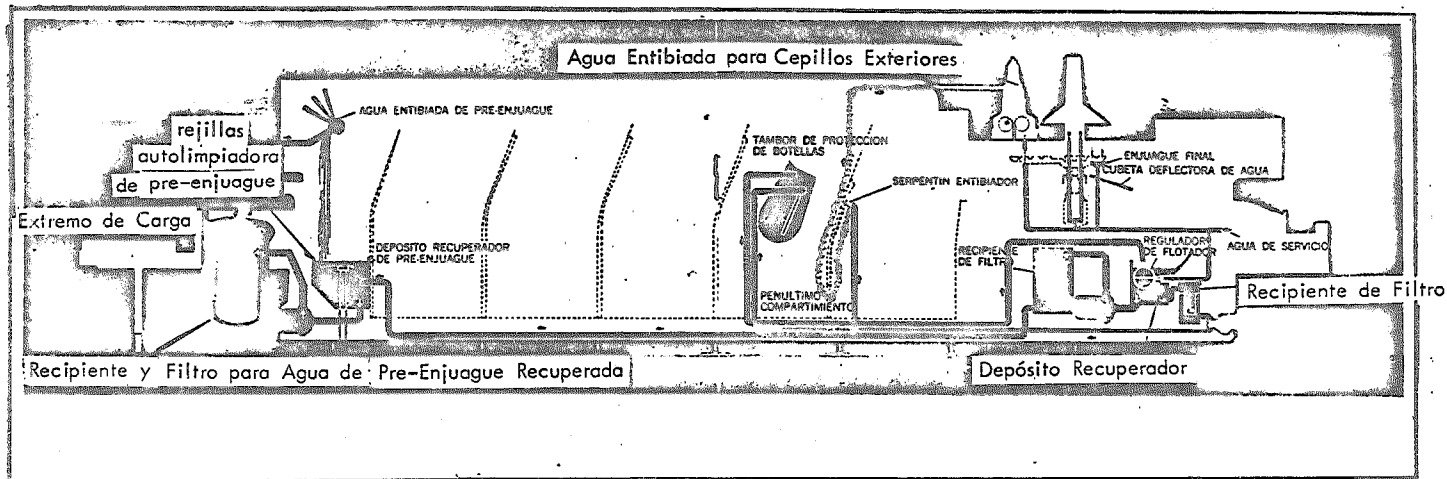 Agua Entibiada para Cepillos Exteriores
AGUA ENTIBIADA DE PRE-ENJUAGUE
rejillas
autolimpiadora
de pre-enjuague
TAMBOR DE PROTECCION
DE BOTELLAS
ENJUAGUE FINAL
CUBETA DEFLECTORA DE AGUA
SERPENTIN ENTIBIADOR
Extremo de Carga
DEPOSITO RECUPERADOR
DE PRE-ENJUAGUE
RECIPIENTE
DE FILTRO
REGULADOR
DE FLOTADOR
AGUA DE SERVICIO
PENULTIMO
COMPARTIMIENTO
Recipiente de Filtro
Recipiente y Filtro para Agua de Pre-Enjuague Recuperada
Depósito Recuperador